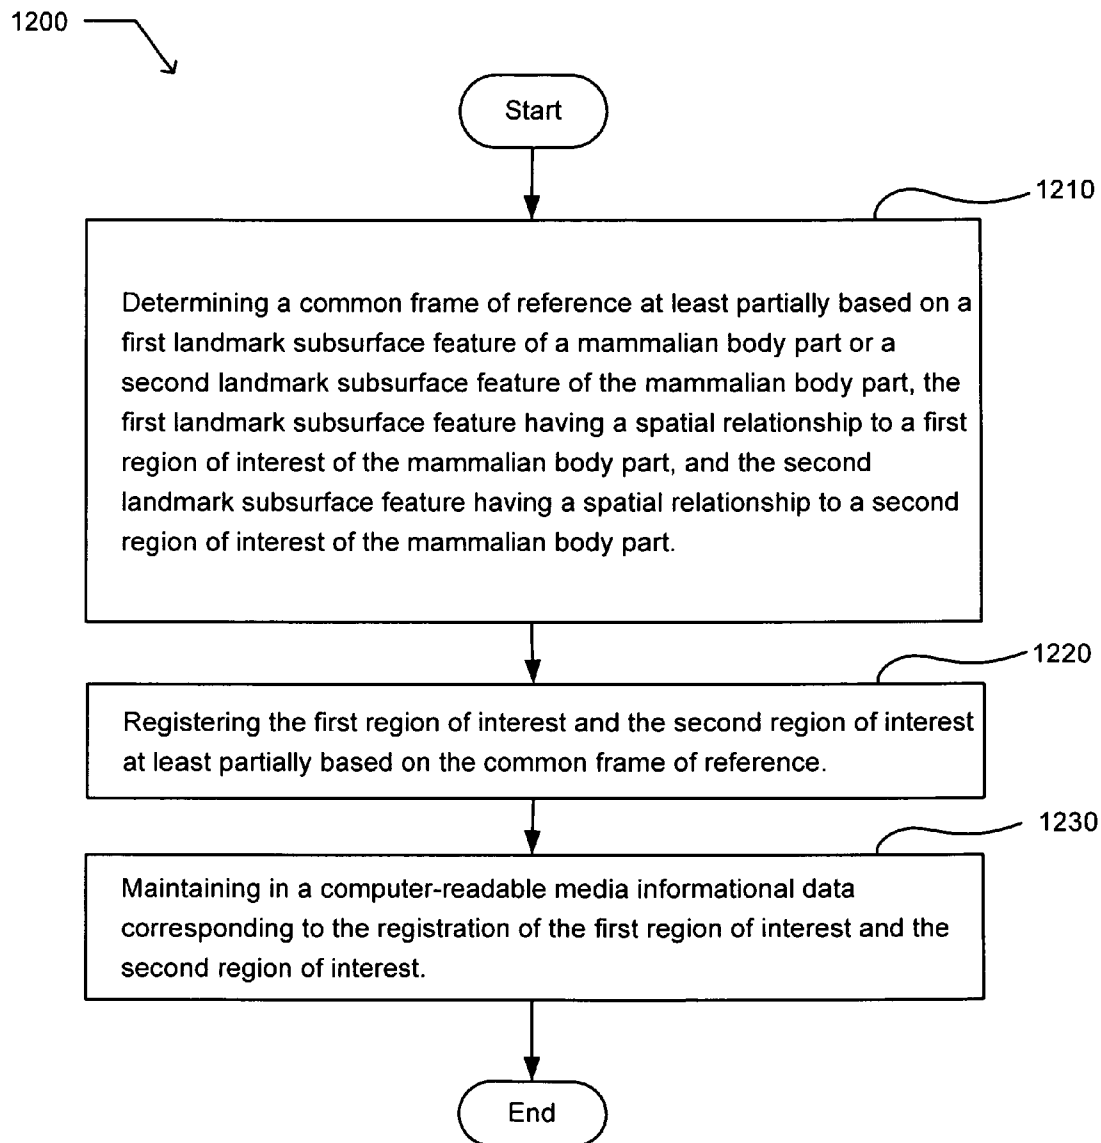 1200
Start
1210
Determining a common frame of reference at least partially based on a
first landmark subsurface feature of a mammalian body part or a
second landmark subsurface feature of the mammalian body part, the
first landmark subsurface feature having a spatial relationship to a first
region of interest of the mammalian body part, and the second
landmark subsurface feature having a spatial relationship to a second
region of interest of the mammalian body part.
1220
Registering the first region of interest and the second region of interest
at least partially based on the common frame of reference.
1230
Maintaining in a computer-readable media informational data
corresponding to the registration of the first region of interest and the
second region of interest.
End